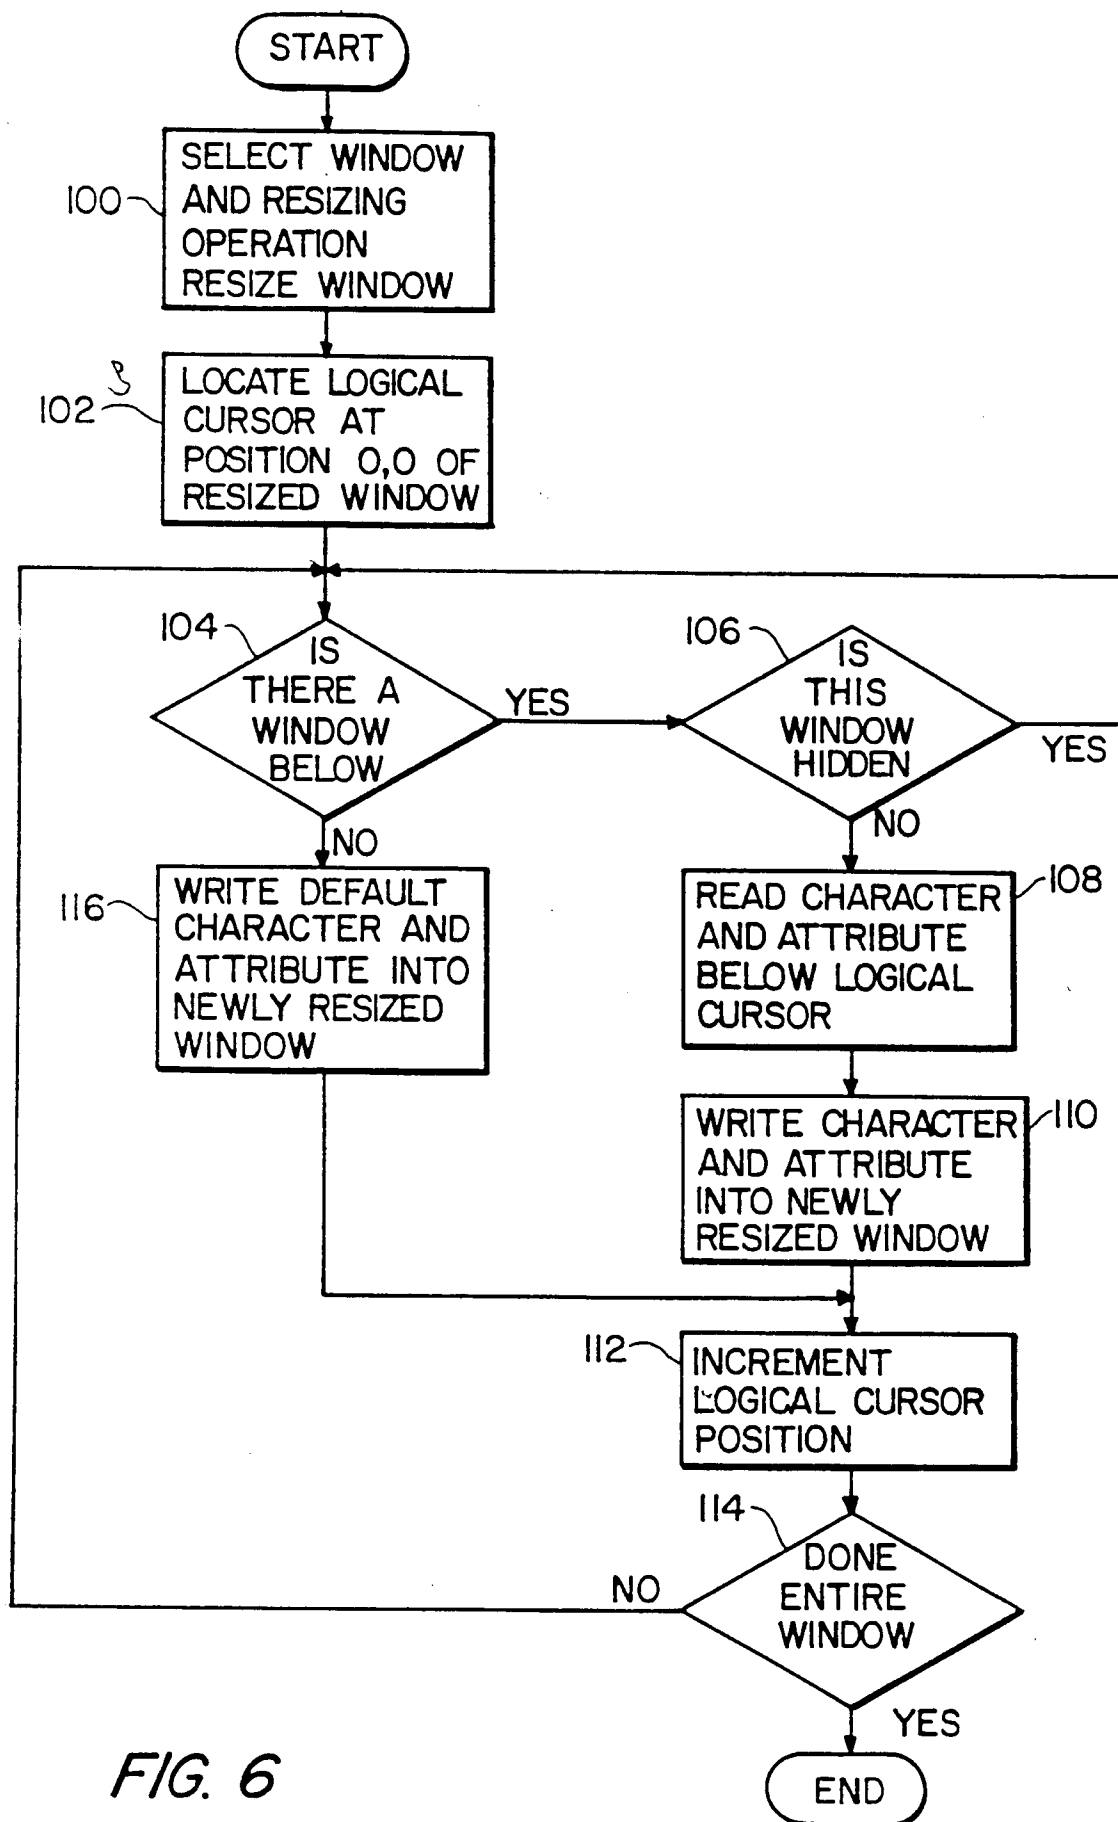 START
100
SELECT WINDOW
AND RESIZING
OPERATION
RESIZE WINDOW
102
LOCATE LOGICAL
CURSOR AT
POSITION 0,0 OF
RESIZED WINDOW
104
IS
THERE A
WINDOW
BELOW
YES
NO
106
IS
THIS
WINDOW
HIDDEN
YES
NO
116
WRITE DEFAULT
CHARACTER AND
ATTRIBUTE INTO
NEWLY RESIZED
WINDOW
108
READ CHARACTER
AND ATTRIBUTE
BELOW LOGICAL
CURSOR
110
WRITE CHARACTER
AND ATTRIBUTE
INTO NEWLY
RESIZED WINDOW
112
INCREMENT
LOGICAL CURSOR
POSITION
114
DONE
ENTIRE
WINDOW
NO
YES
END
FIG. 6